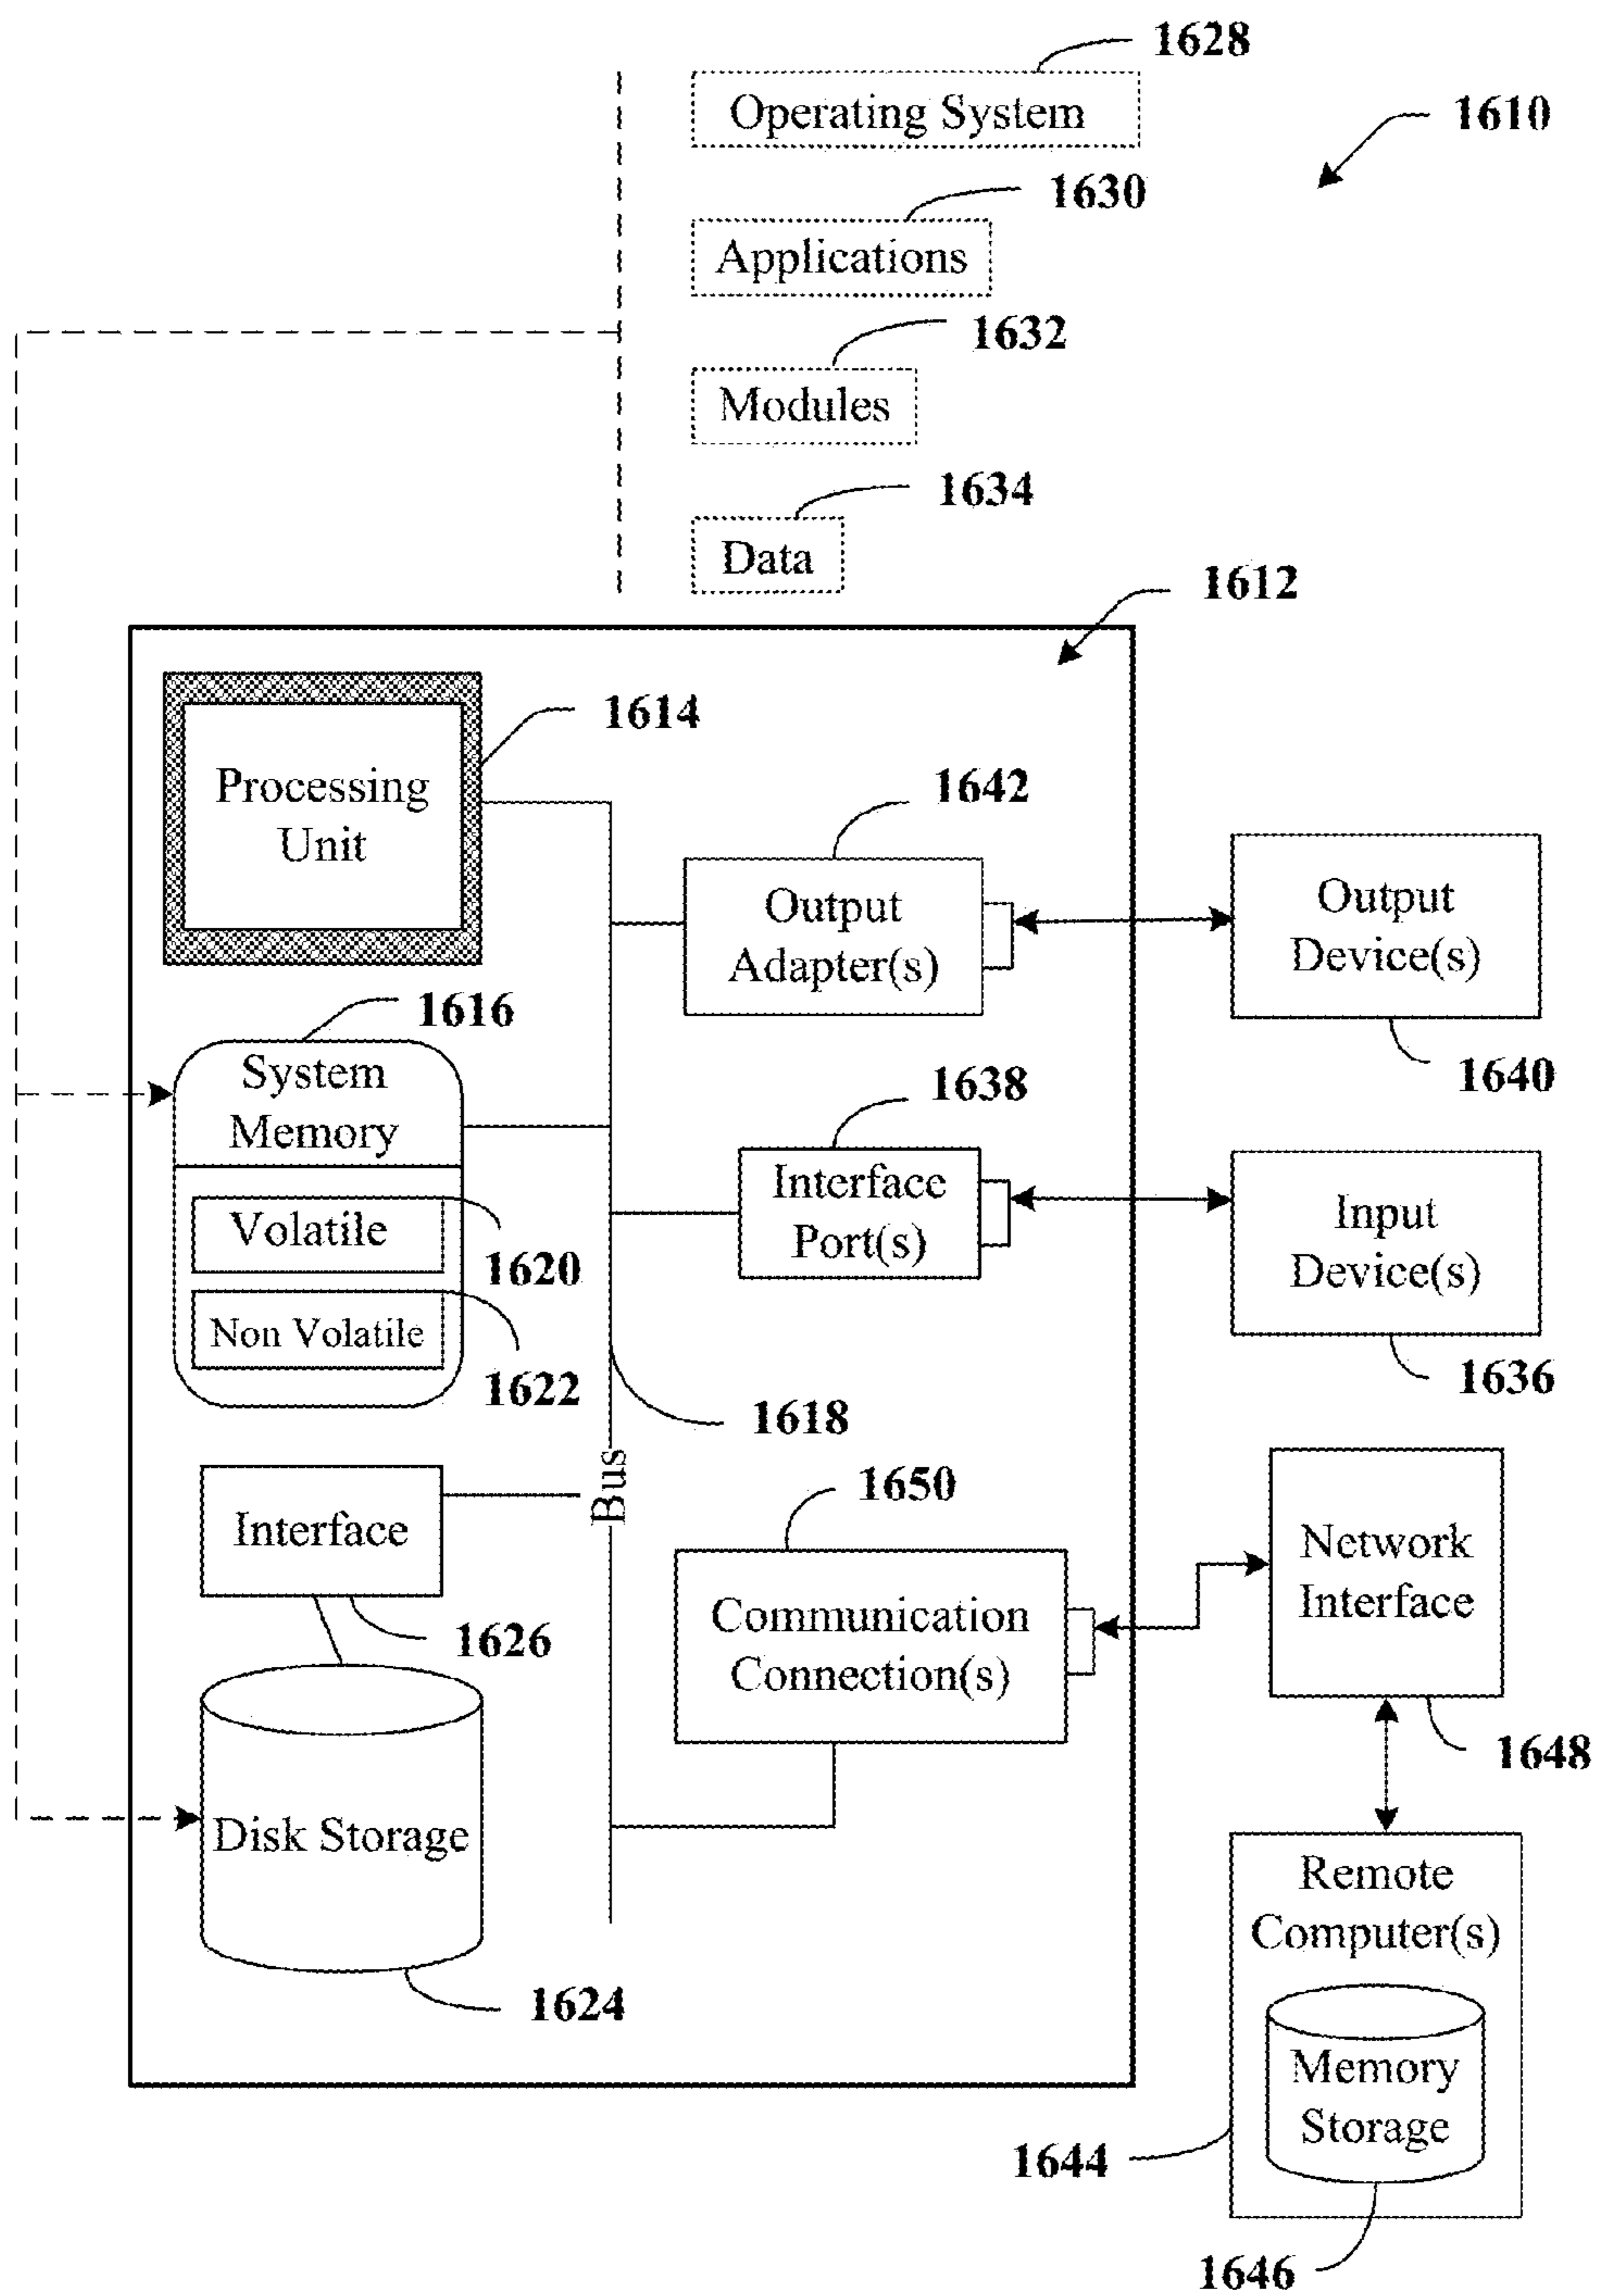 1628
Operating System
1610
1630
Applications
1632
Modules
1634
Data
1612
1614
Processing
Unit
1642
Output
Adapter(s)
Output
Device(s)
1640
1616
System
Memory
Volatile
1620
Non Volatile
1622
1638
Interface
Port(s)
Input
Device(s)
1636
1618
Bus
Interface
1626
1650
Communication
Connection(s)
Network
Interface
1648
Disk Storage
1624
Remote
Computer(s)
Memory
Storage
1644
1646